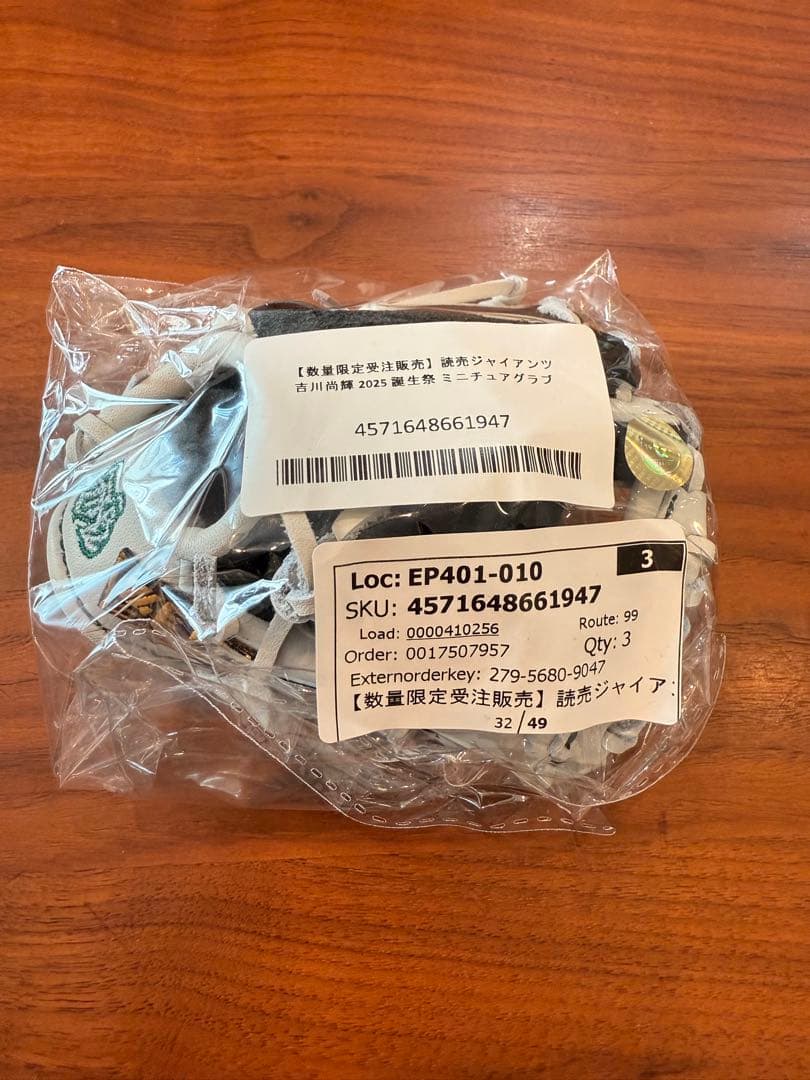 【数量限定受注販売】読売ジャイアンツ
吉川尚輝 2025 誕生祭 ミニチュアグラブ
4571648661947
Loc: EP401-010
3
SKU: 4571648661947
Load: 0000410256
Route: 99
Order: 0017507957
Qty: 3
Externorderkey: 279-5680-9047
【数量限定受注販売】読売ジャイア
32/49